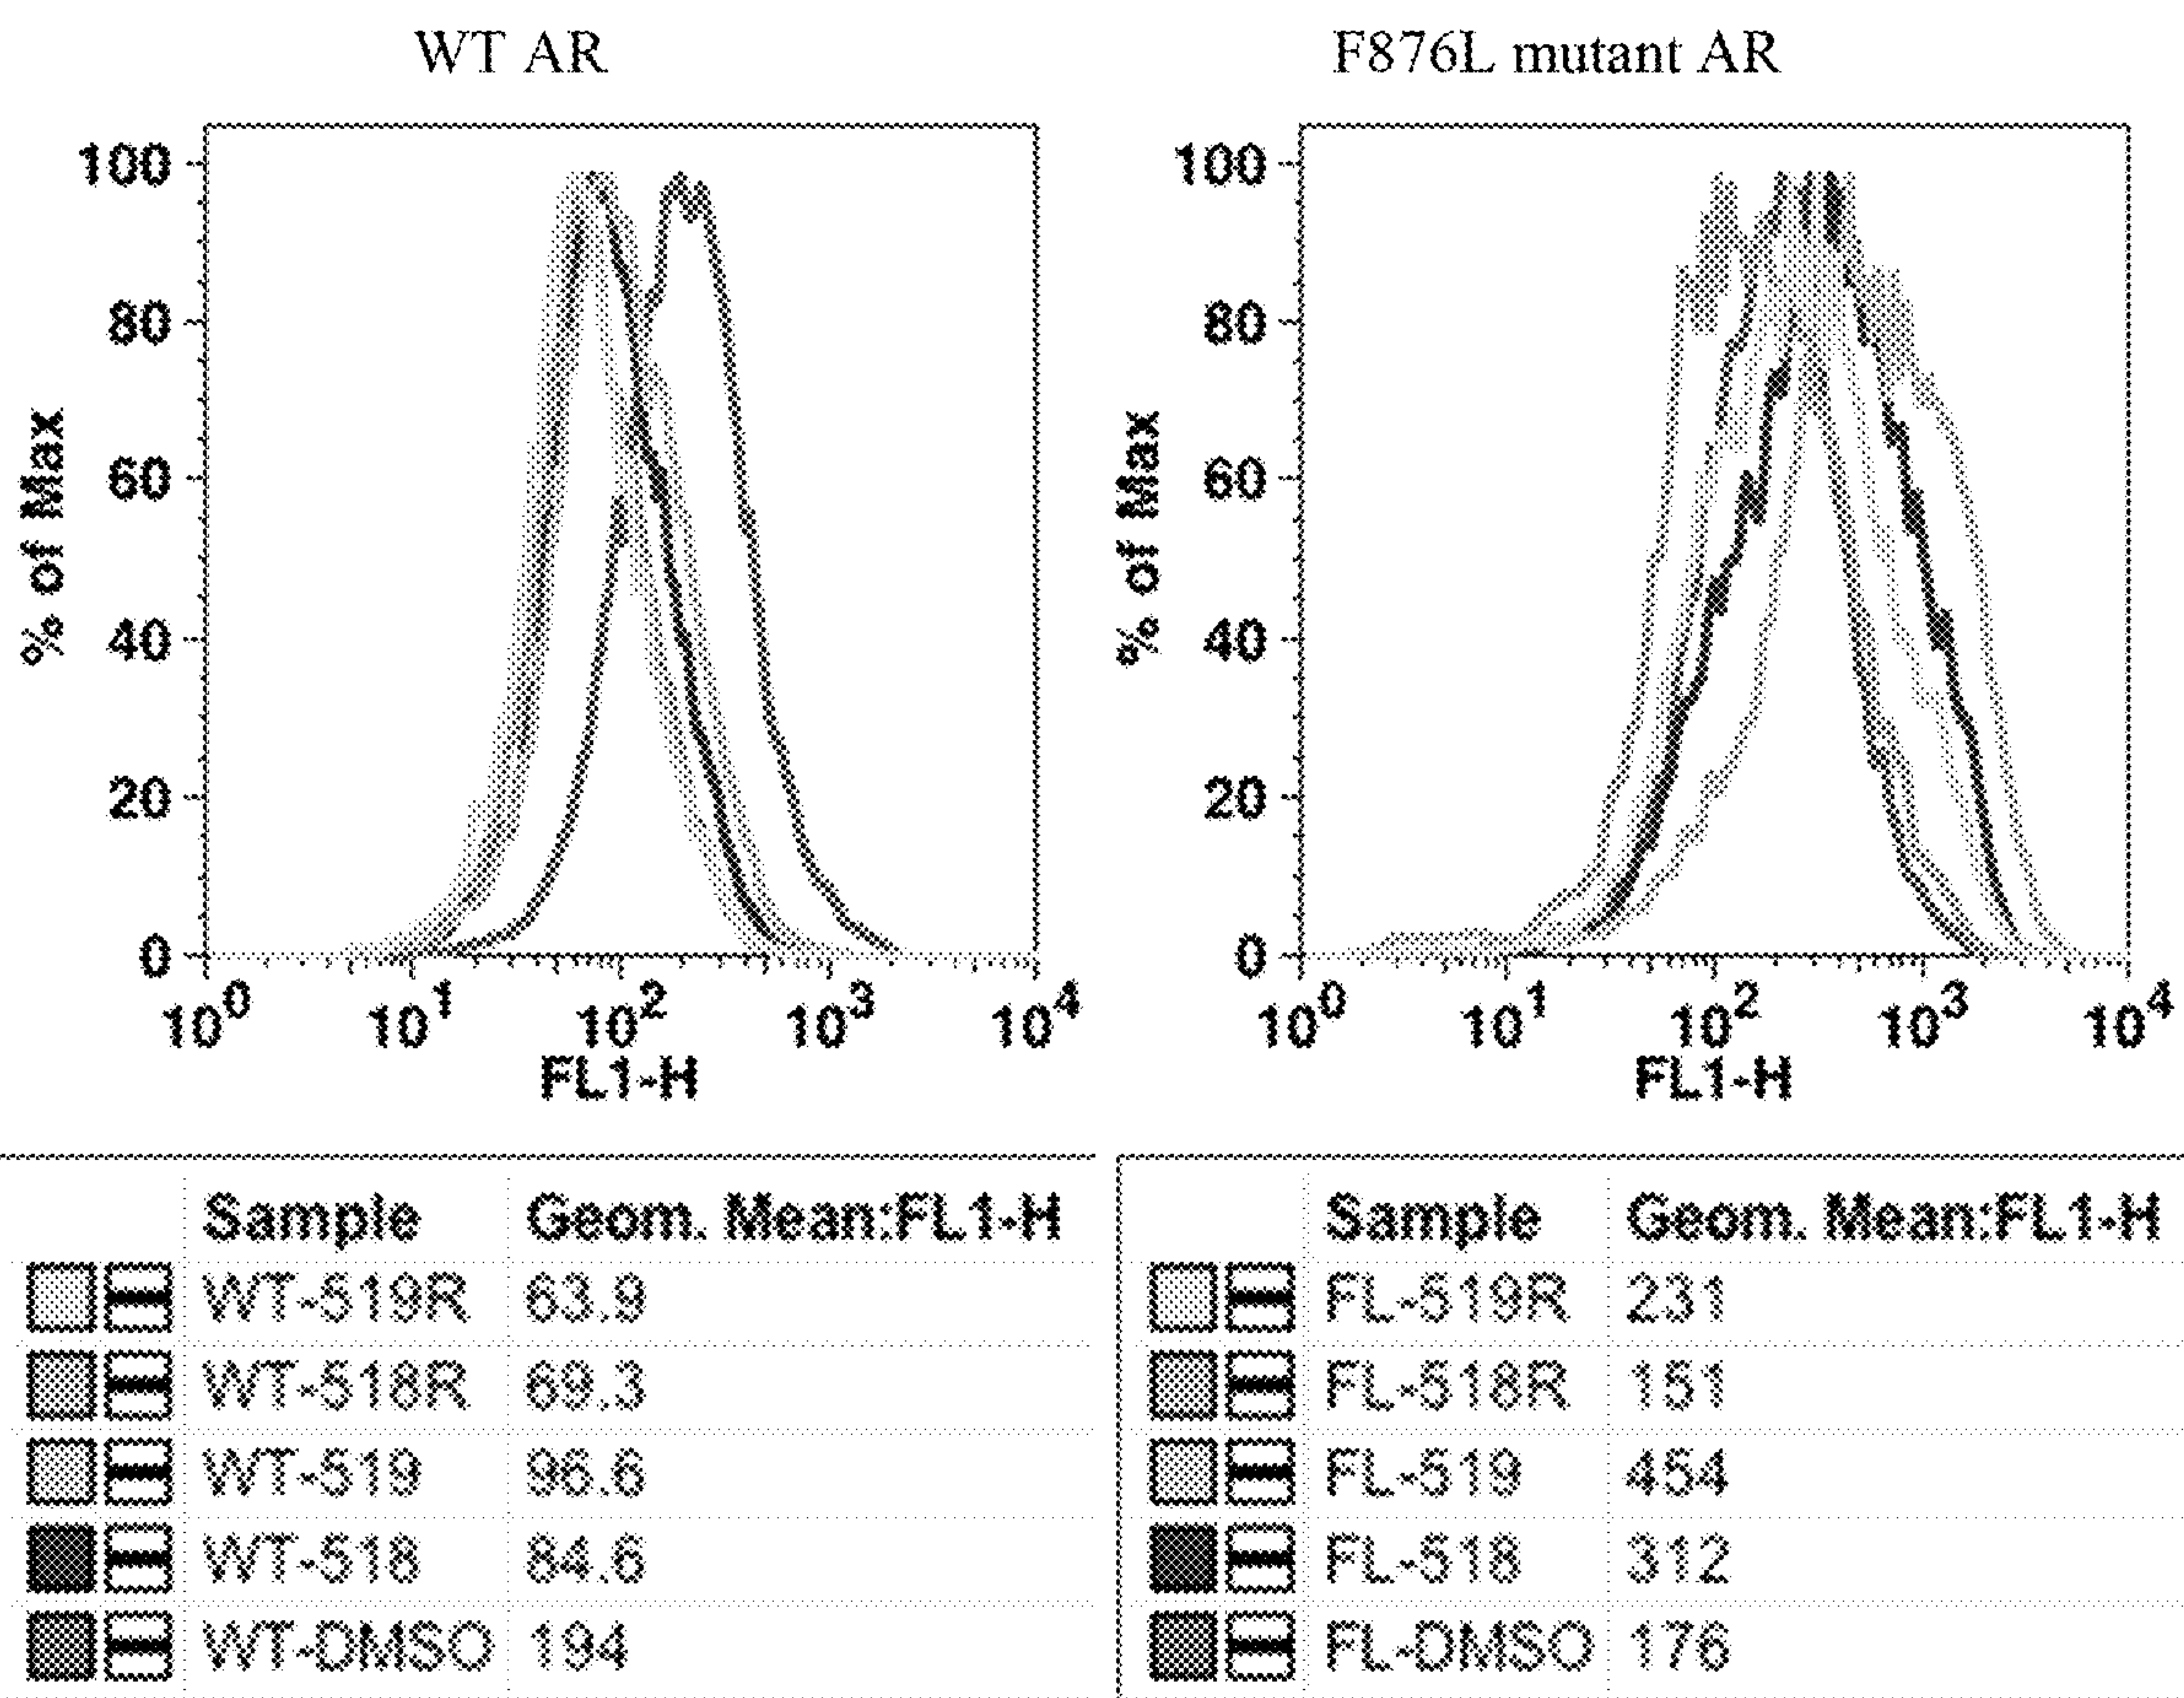 WT AR
F876L mutant AR
100
80
60
40
20
0
% of Max
10^0 10^1 10^2 10^3 10^4
FL1-H
100
80
60
40
20
0
% of Max
10^0 10^1 10^2 10^3 10^4
FL1-H
Sample Geom. Mean:FL1-H
WT-519R 63.9
WT-518R 69.3
WT-519 96.6
WT-518 84.6
WT-DMSO 194
Sample Geom. Mean:FL1-H
FL-519R 231
FL-518R 151
FL-519 454
FL-518 312
FL-DMSO 176